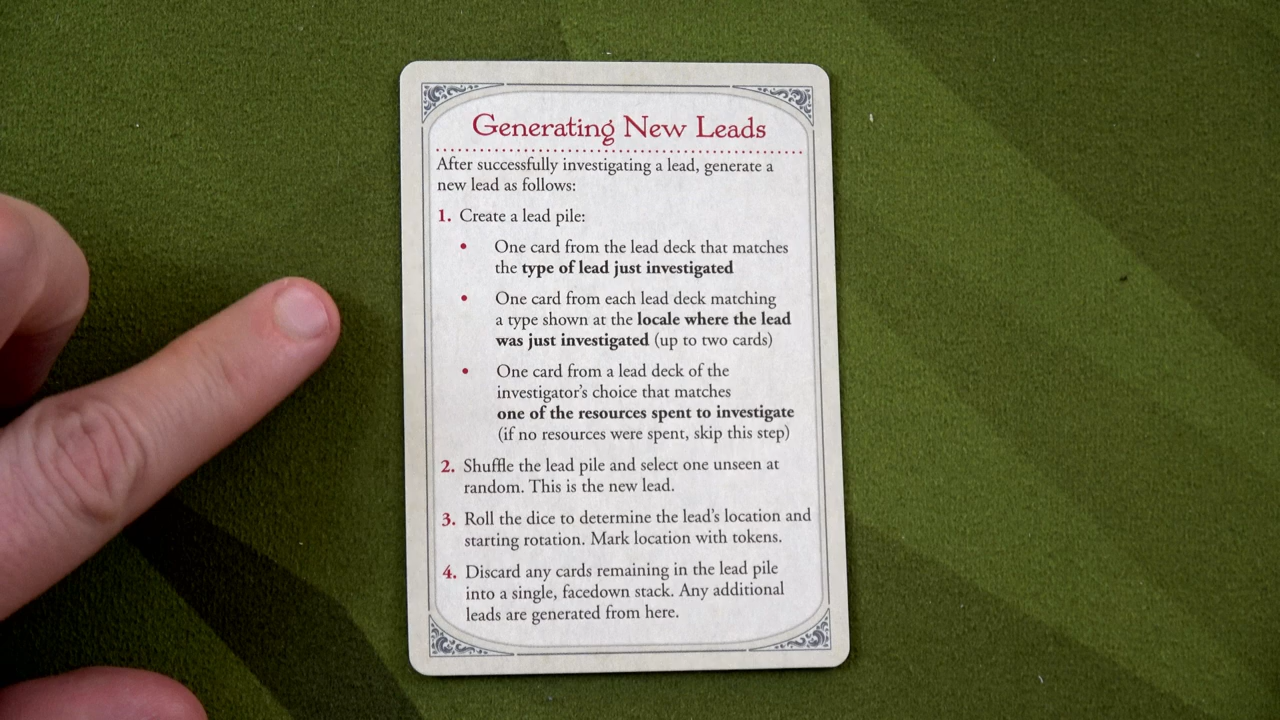 Generating New Leads
After successfully investigating a lead, generate a
new lead as follows:
1. Create a lead pile:
• One card from the lead deck that matches
the type of lead just investigated
• One card from each lead deck matching
a type shown at the locale where the lead
was just investigated (up to two cards)
• One card from a lead deck of the
investigator's choice that matches
one of the resources spent to investigate
(if no resources were spent, skip this step)
2. Shuffle the lead pile and select one unseen at
random. This is the new lead.
3. Roll the dice to determine the lead's location and
starting rotation. Mark location with tokens.
4. Discard any cards remaining in the lead pile
into a single, facedown stack. Any additional
leads are generated from here.